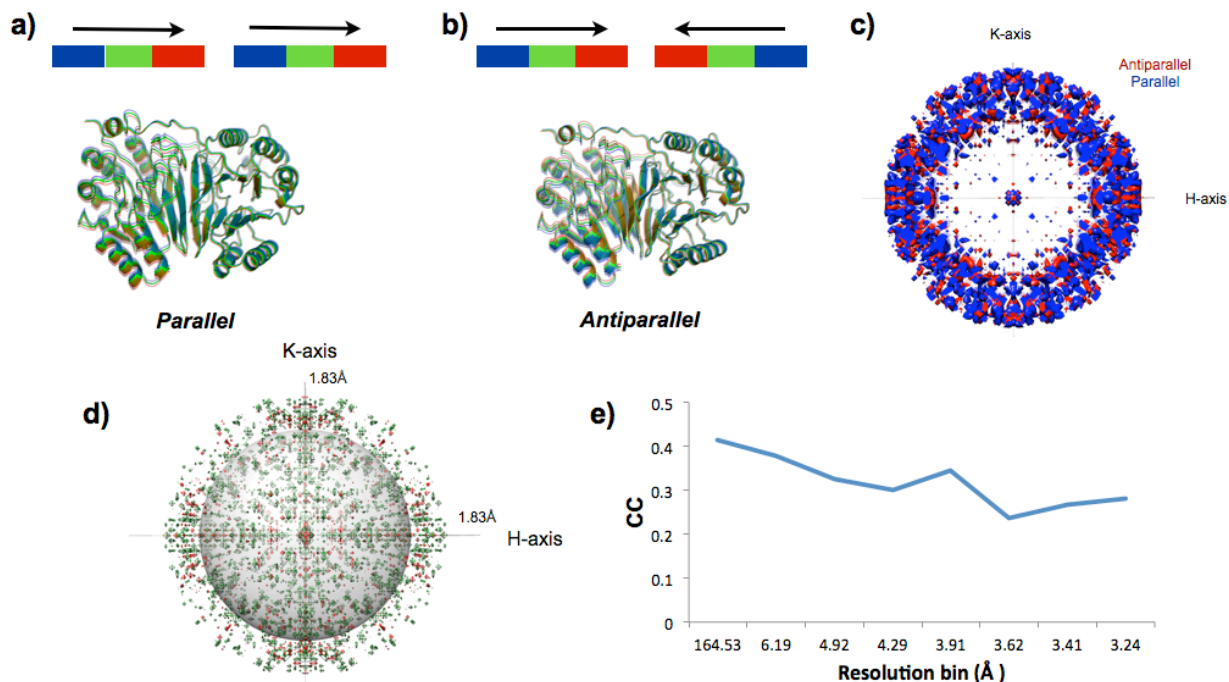 a)
b)
c)
K-axis
Antiparallel
Parallel
H-axis
Parallel
Antiparallel
d)
K-axis
1.83Å
1.83Å
H-axis
e)
0.5
0.4
0.3
0.2
0.1
0
CC
164.53 6.19 4.92 4.29 3.91 3.62 3.41 3.24
Resolution bin (Å )